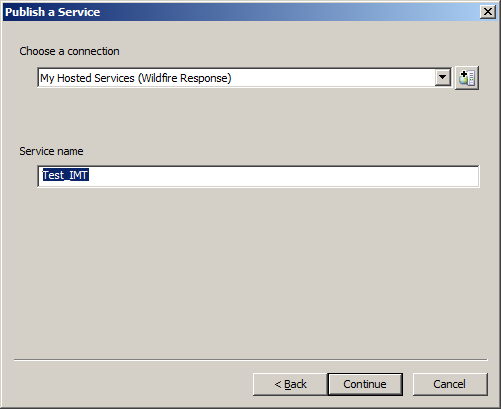 Publish a Service
Choose a connection
My Hosted Services (Wildfire Response)
Service name
Test_IMT
< Back
Continue
Cancel